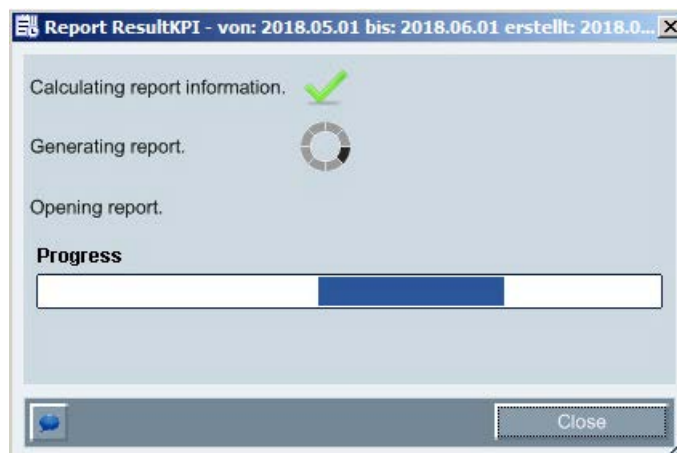 Report ResultKPI - von: 2018.05.01 bis: 2018.06.01 erstellt: 2018.0...
Calculating report information.
Generating report.
Opening report.
Progress
Close